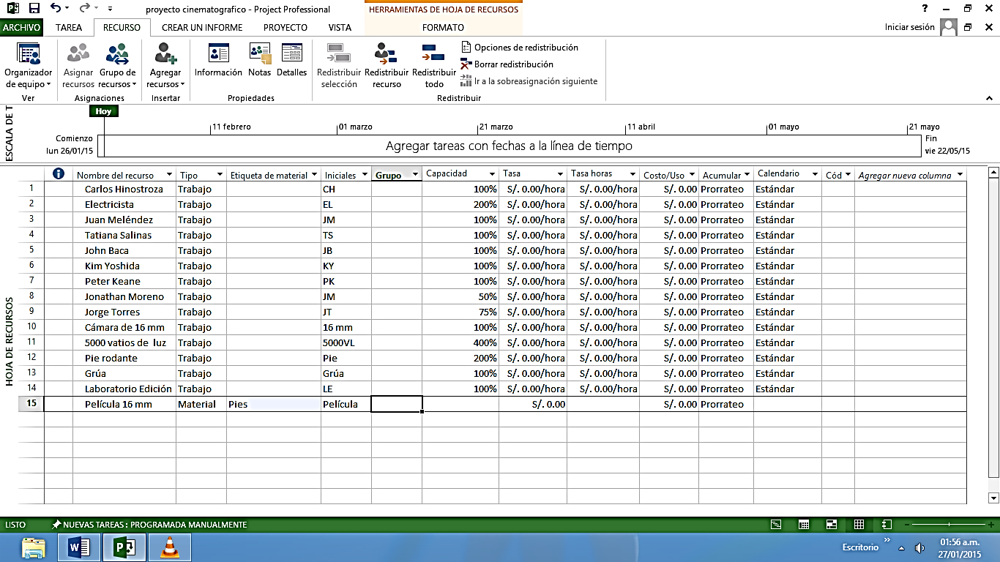 proyecto cinematografico - Project Professional
HERRAMIENTAS DE HOJA DE RECURSOS
ARCHIVO TAREA RECURSO CREAR UN INFORME PROYECTO VISTA FORMATO
Iniciar sesión
Organizador de equipo
Asignar recursos
Grupo de recursos
Agregar recursos
Información
Notas
Detalles
Redistribuir selección
Redistribuir recurso
Redistribuir todo
Opciones de redistribución
Borrar redistribución
Ir a la sobreasignación siguiente
Ver Asignaciones Insertar Propiedades Redistribuir
ESCALA DE T
Hoy
11 febrero 01 marzo 21 marzo 11 abril 01 mayo 21 mayo
Comienzo
lun 26/01/15
Agregar tareas con fechas a la línea de tiempo
Fin
vie 22/05/15
HOJA DE RECURSOS
Nombre del recurso Tipo Etiqueta de material Iniciales Grupo Capacidad Tasa Tasa horas Costo/Uso Acumular Calendario Cód Agregar nueva columna
1 Carlos Hinostroza Trabajo CH 100% S/. 0.00/hora S/. 0.00/hora S/. 0.00 Prorrateo Estándar
2 Electricista Trabajo EL 200% S/. 0.00/hora S/. 0.00/hora S/. 0.00 Prorrateo Estándar
3 Juan Meléndez Trabajo JM 100% S/. 0.00/hora S/. 0.00/hora S/. 0.00 Prorrateo Estándar
4 Tatiana Salinas Trabajo TS 100% S/. 0.00/hora S/. 0.00/hora S/. 0.00 Prorrateo Estándar
5 John Baca Trabajo JB 100% S/. 0.00/hora S/. 0.00/hora S/. 0.00 Prorrateo Estándar
6 Kim Yoshida Trabajo KY 100% S/. 0.00/hora S/. 0.00/hora S/. 0.00 Prorrateo Estándar
7 Peter Keane Trabajo PK 100% S/. 0.00/hora S/. 0.00/hora S/. 0.00 Prorrateo Estándar
8 Jonathan Moreno Trabajo JM 50% S/. 0.00/hora S/. 0.00/hora S/. 0.00 Prorrateo Estándar
9 Jorge Torres Trabajo JT 75% S/. 0.00/hora S/. 0.00/hora S/. 0.00 Prorrateo Estándar
10 Cámara de 16 mm Trabajo 16 mm 100% S/. 0.00/hora S/. 0.00/hora S/. 0.00 Prorrateo Estándar
11 5000 vatios de luz Trabajo 5000VL 400% S/. 0.00/hora S/. 0.00/hora S/. 0.00 Prorrateo Estándar
12 Pie rodante Trabajo Pie 200% S/. 0.00/hora S/. 0.00/hora S/. 0.00 Prorrateo Estándar
13 Grúa Trabajo Grúa 100% S/. 0.00/hora S/. 0.00/hora S/. 0.00 Prorrateo Estándar
14 Laboratorio Edición Trabajo LE 100% S/. 0.00/hora S/. 0.00/hora S/. 0.00 Prorrateo Estándar
15 Película 16 mm Material Pies Película S/. 0.00 S/. 0.00 Prorrateo
LISTO NUEVAS TAREAS : PROGRAMADA MANUALMENTE
Escritorio
01:56 a.m.
27/01/2015